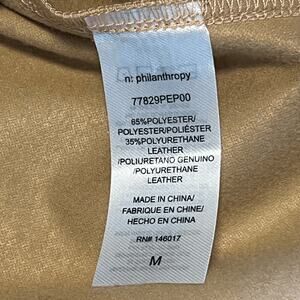 n: philanthropy
77829PEP00
65%POLYESTER/
POLYESTER/POLIÉSTER
35%POLYURETHANE
LEATHER
/POLIURETANO GENUINO
/POLYURETHANE
LEATHER
MADE IN CHINA/
FABRIQUE EN CHINE/
HECHO EN CHINA
RN# 146017
M